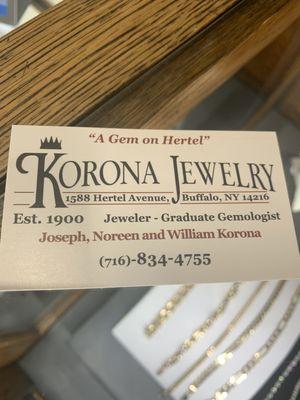 "A Gem on Hertel"
KORONA JEWELRY
1588 Hertel Avenue, Buffalo, NY 14216
Est. 1900 Jeweler - Graduate Gemologist
Joseph, Noreen and William Korona
(716)-834-4755